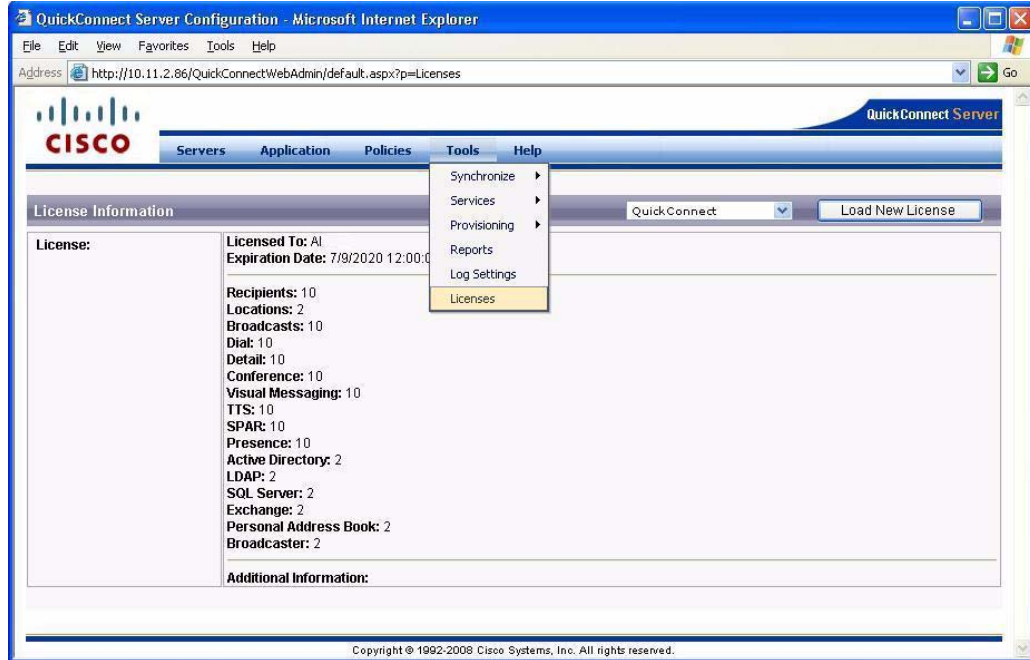 QuickConnect Server Configuration - Microsoft Internet Explorer
File Edit View Favorites Tools Help
Address http://10.11.2.86/QuickConnectWebAdmin/default.aspx?p=Licenses Go
CISCO
QuickConnect Server
Servers Application Policies Tools Help
Synchronize
Services
Provisioning
Reports
Log Settings
Licenses
License Information QuickConnect Load New License
License:
Licensed To: AI
Expiration Date: 7/9/2020 12:00:0
Recipients: 10
Locations: 2
Broadcasts: 10
Dial: 10
Detail: 10
Conference: 10
Visual Messaging: 10
TTS: 10
SPAR: 10
Presence: 10
Active Directory: 2
LDAP: 2
SQL Server: 2
Exchange: 2
Personal Address Book: 2
Broadcaster: 2
Additional Information:
Copyright © 1992-2008 Cisco Systems, Inc. All rights reserved.